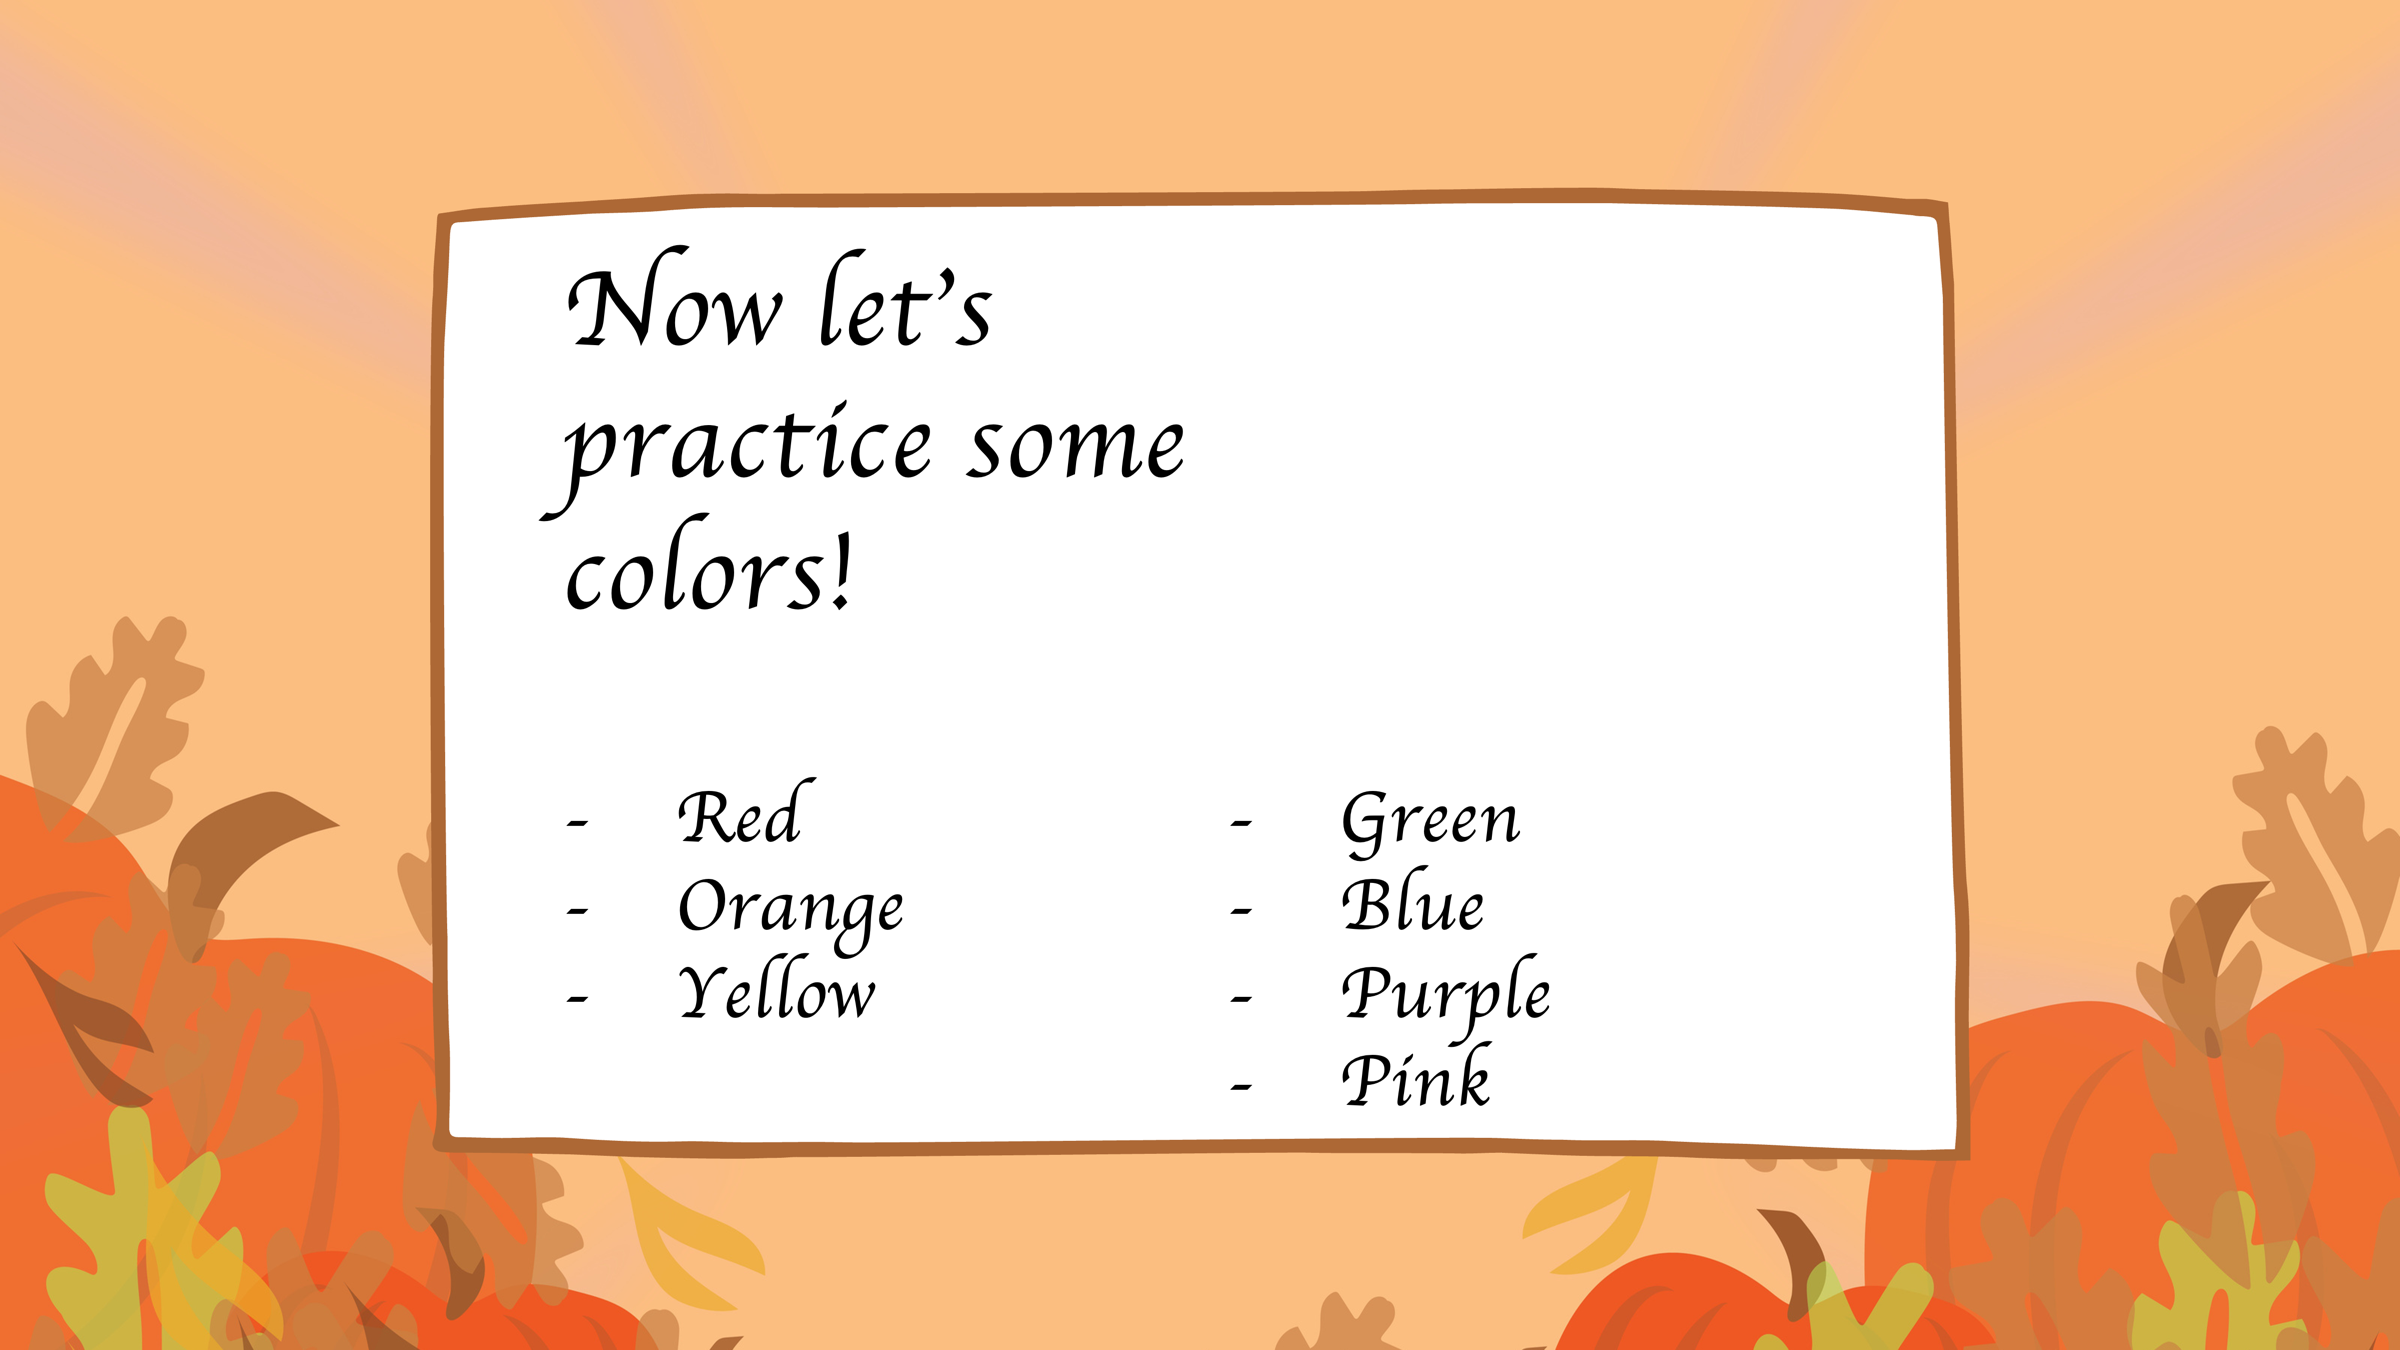 Now let’s
practice some
colors!
- Red
- Orange
- Yellow
- Green
- Blue
- Purple
- Pink